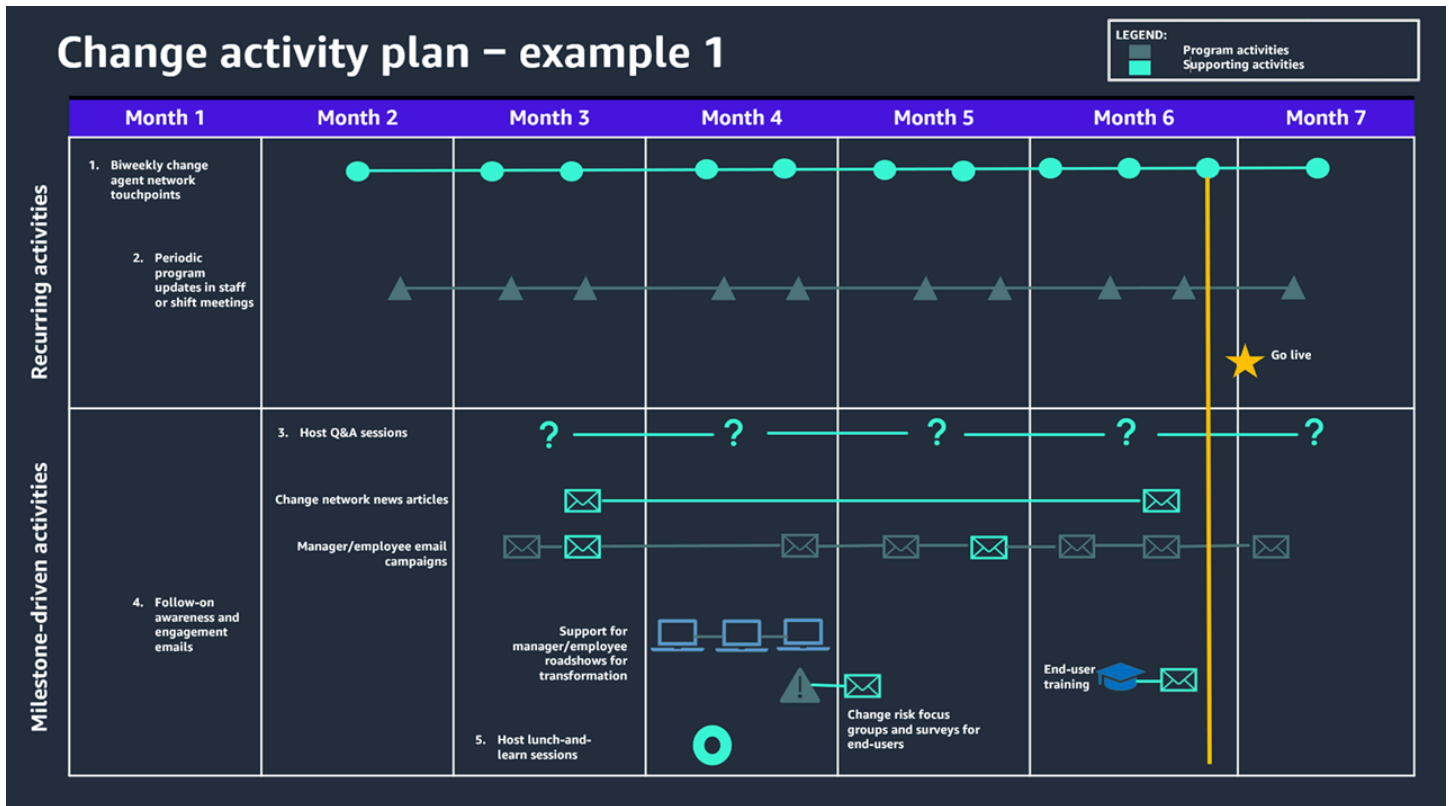 Change activity plan – example 1
LEGEND:
Program activities
Supporting activities
Month 1
Month 2
Month 3
Month 4
Month 5
Month 6
Month 7
Recurring activities
1. Biweekly change
agent network
touchpoints
2. Periodic
program
updates in staff
or shift meetings
Go live
Milestone-driven activities
3. Host Q&A sessions
? ? ? ? ?
Change network news articles
Manager/employee email
campaigns
4. Follow-on
awareness and
engagement
emails
Support for
manager/employee
roadshows for
transformation
!
End-user
training
Change risk focus
groups and surveys for
end-users
5. Host lunch-and-
learn sessions